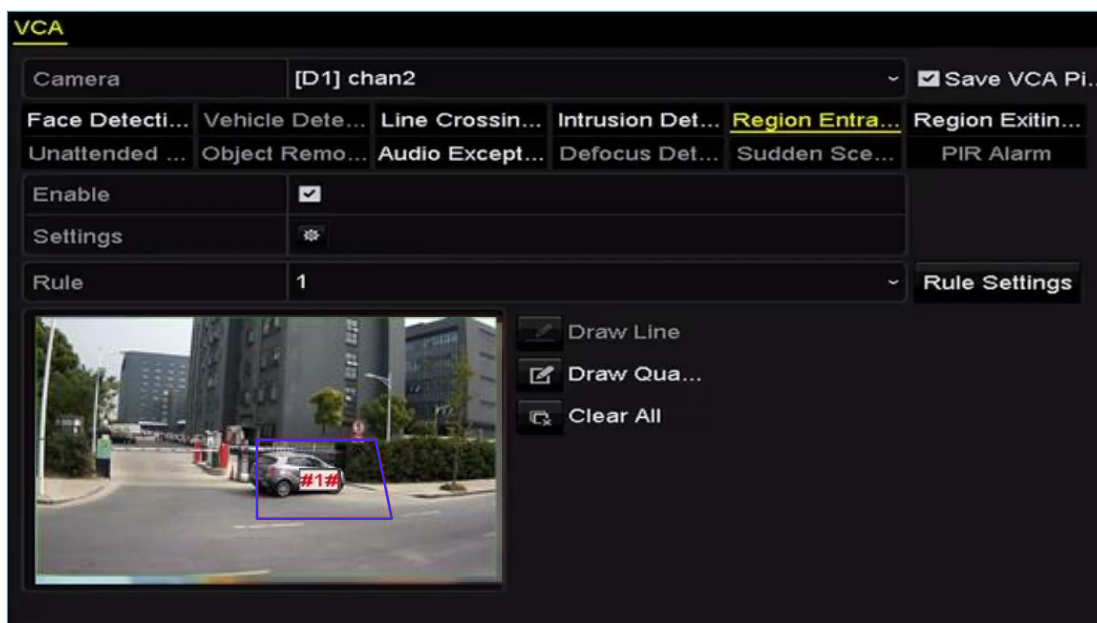 VCA
Camera [D1] chan2 Save VCA Pi...
Face Detecti... Vehicle Dete... Line Crossin... Intrusion Det... Region Entra... Region Exitin...
Unattended ... Object Remo... Audio Except... Defocus Det... Sudden Sce... PIR Alarm
Enable
Settings
Rule 1 Rule Settings
Draw Line
Draw Qua...
Clear All
#1#